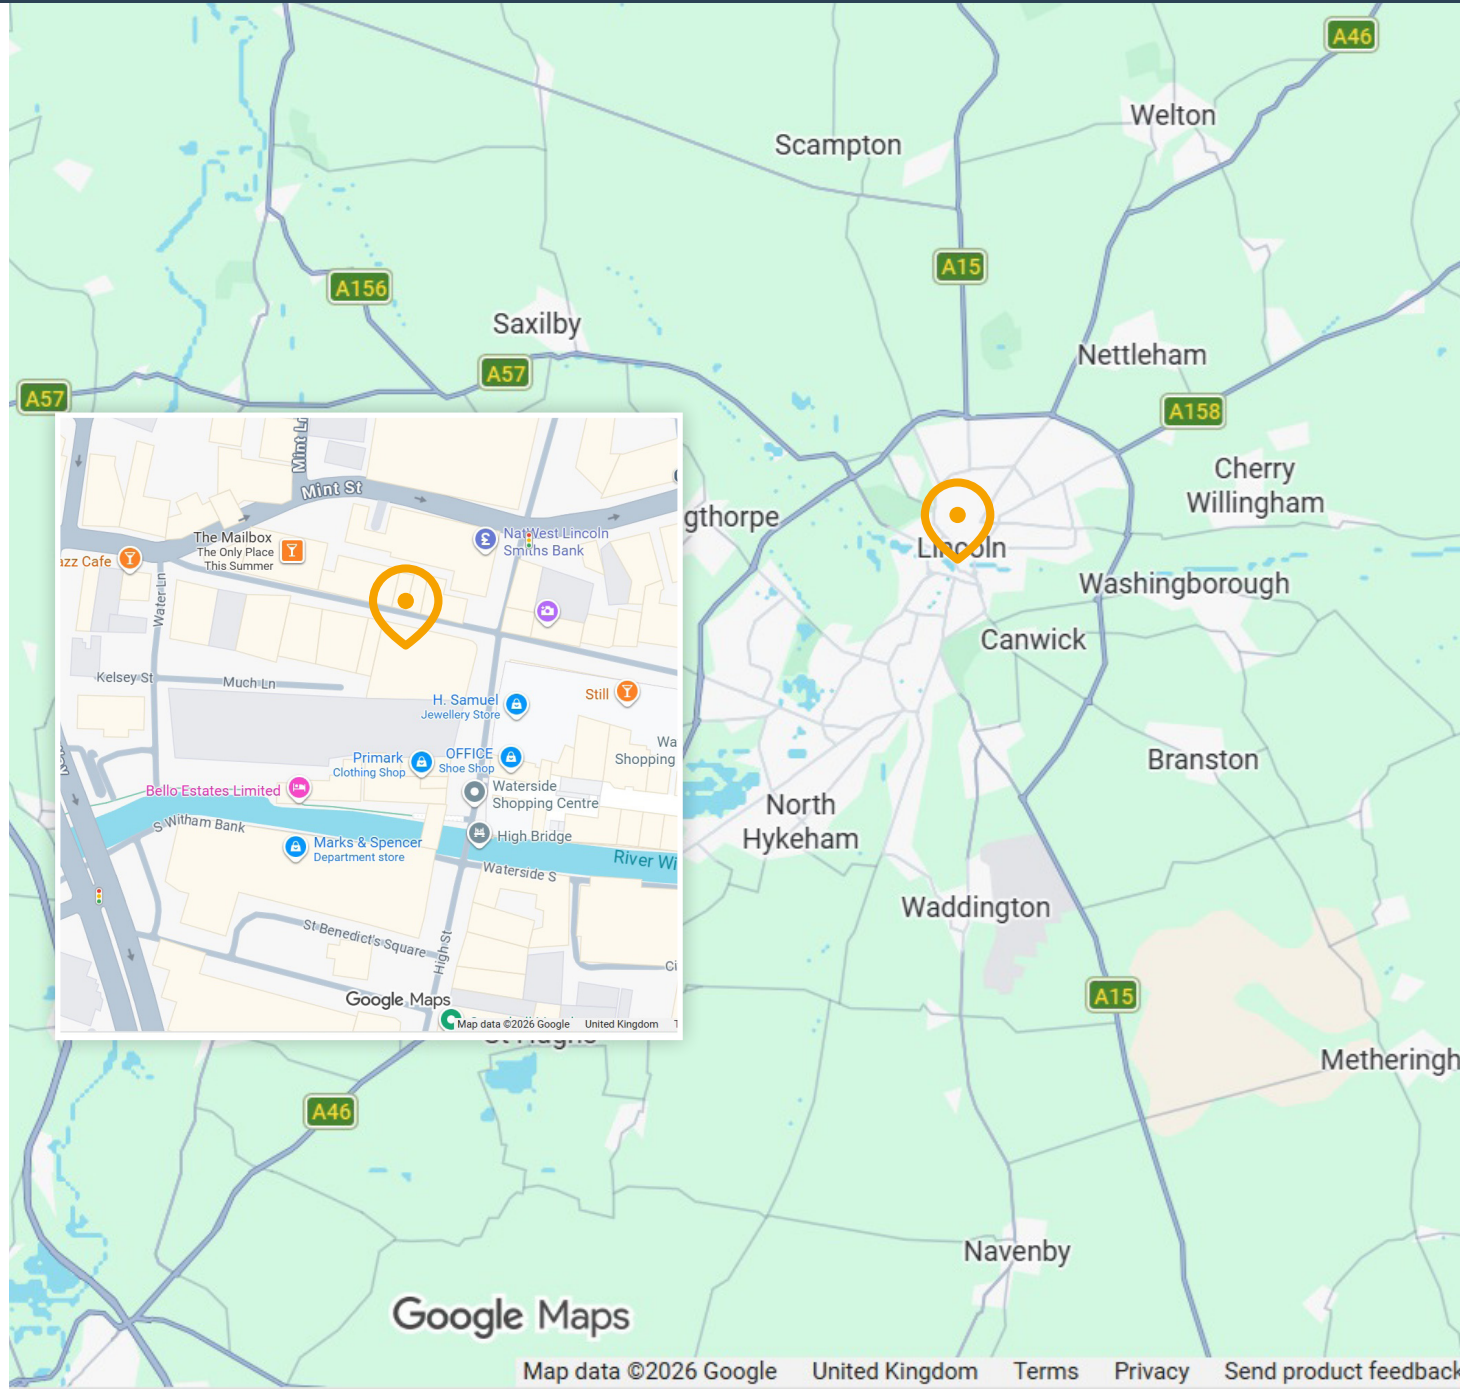 A46
Welton
Scampton
A15
A156
Saxilby
Nettleham
A57
A57
A158
Cherry
Willingham
gthorpe
Lincoln
Washingborough
Canwick
Branston
North
Hykeham
Waddington
A15
Metheringh
A46
Navenby
Mint St
The Mailbox
The Only Place
This Summer
NatWest Lincoln
Smiths Bank
azz Cafe
Water Ln
Kelsey St
Much Ln
H. Samuel
Jewellery Store
Still
Primark
Clothing Shop
OFFICE
Shoe Shop
Wa
Shopping
Bello Estates Limited
Waterside
Shopping Centre
S Witham Bank
High Bridge
Marks & Spencer
Department store
River Wi
Waterside S
St Benedict's Square
High St
Ci
Google Maps
Map data ©2026 Google United Kingdom
Google Maps
Map data ©2026 Google United Kingdom Terms Privacy Send product feedback